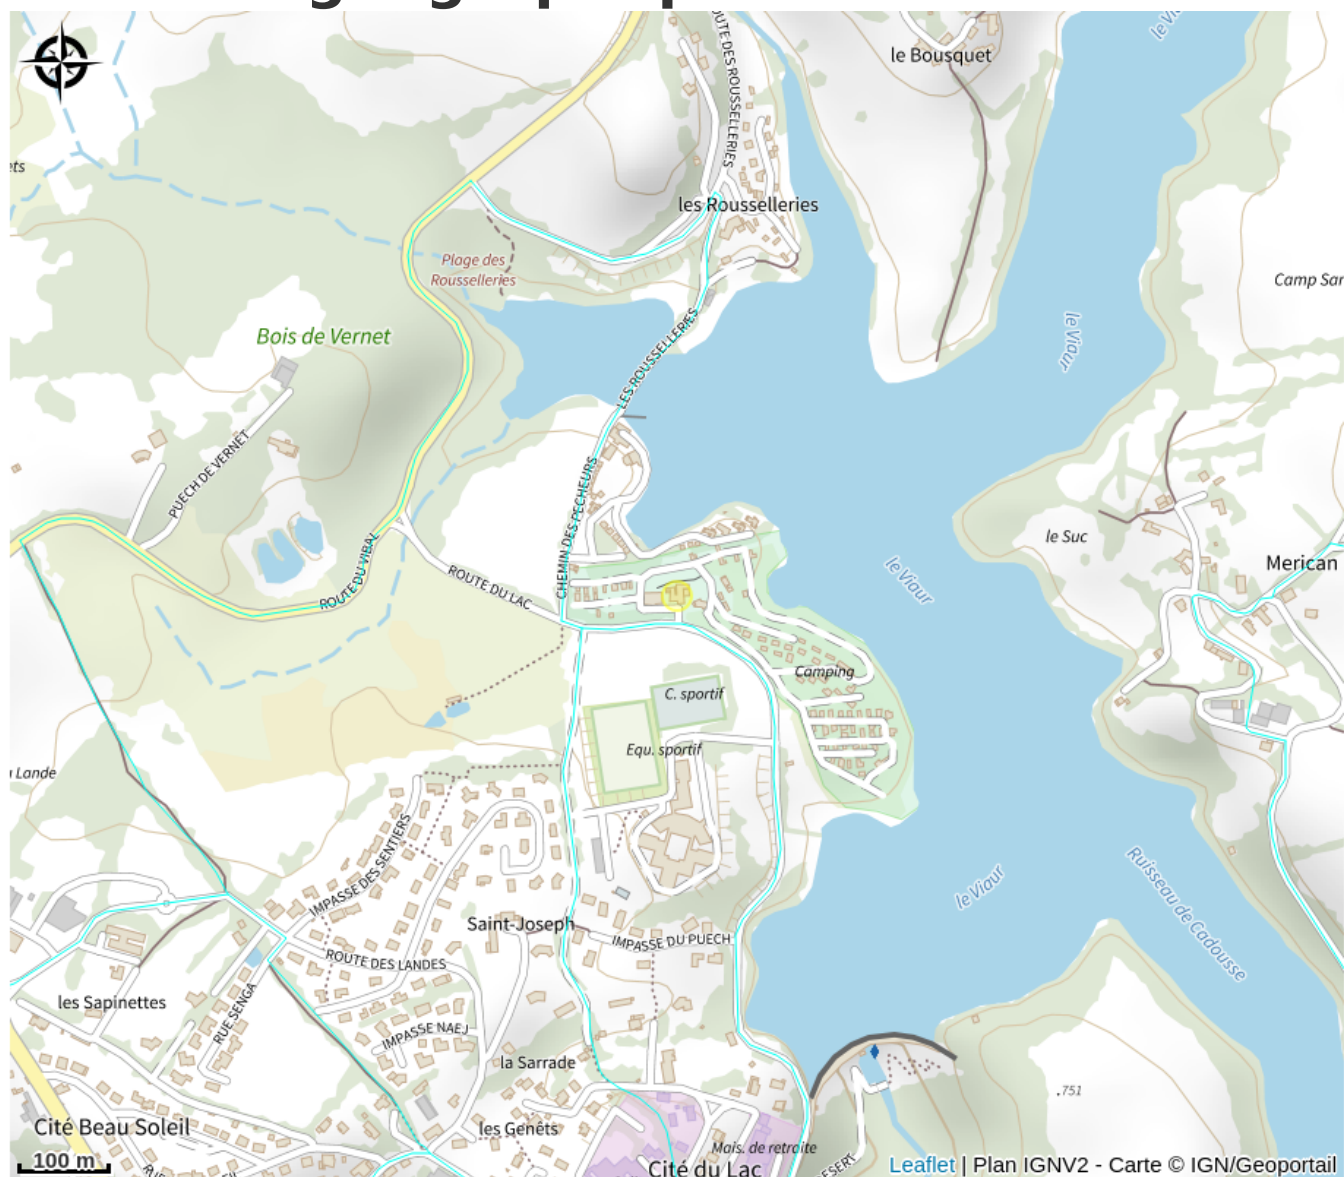 le Bousquet
ROUTE DES ROUSSELLERIES
ets
les Rousselleries
Plage des
Rousselleries
Camp Sar
Bois de Vernet
le Viaur
LES ROUSSELLERIES
PUECH DE VERNET
CHEMIN DES PECHEURS
le Suc
Merican
ROUTE DU VIBAL
ROUTE DU LAC
le Viaur
Camping
C. sportif
Equ. sportif
Lande
IMPASSE DES SENTIERS
le Viaur
Ruisseau de Cadousse
Saint-Joseph
IMPASSE DU PUECH
ROUTE DES LANDES
les Sapinettes
RUE SENGA
IMPASSE NAEJ
la Sarrade
.751
Cité Beau Soleil
les Genêts
Mais. de retraite
Cité du Lac
100 m
Leaflet | Plan IGNV2 - Carte © IGN/Geoportail